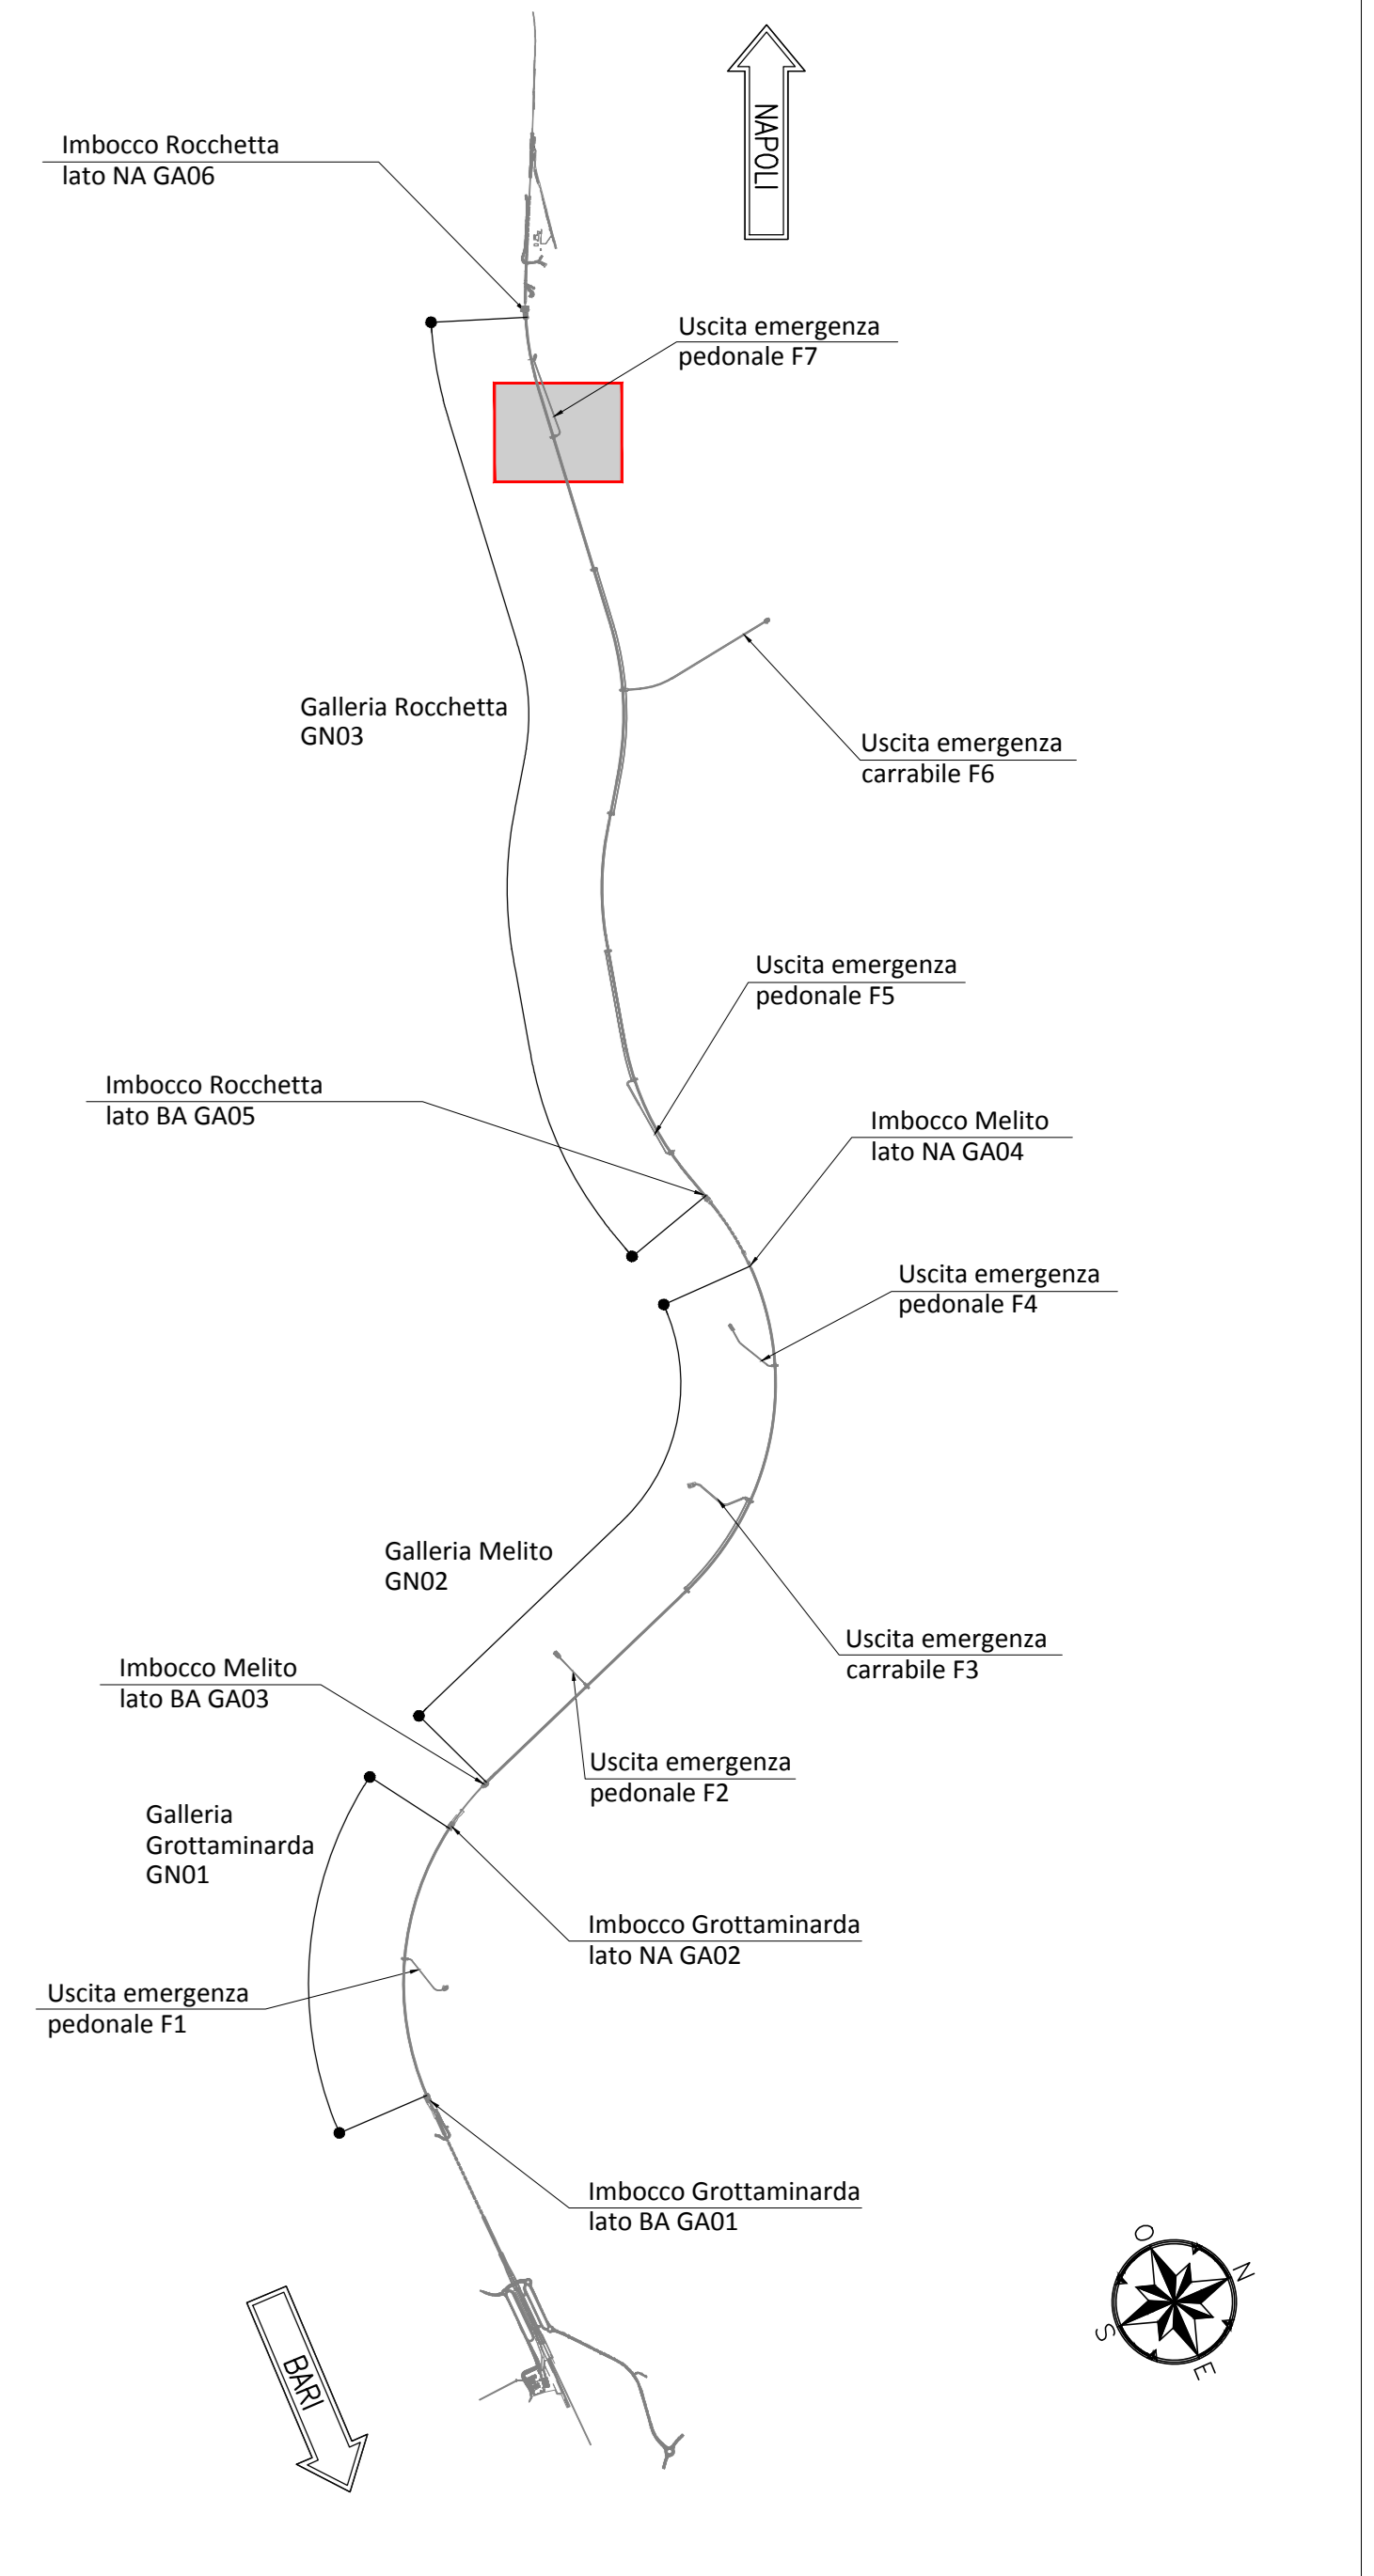 NAPOLI
Imbocco Rocchetta
lato NA GA06
Uscita emergenza
pedonale F7
Galleria Rocchetta
GN03
Uscita emergenza
carrabile F6
Uscita emergenza
pedonale F5
Imbocco Rocchetta
lato BA GA05
Imbocco Melito
lato NA GA04
Uscita emergenza
pedonale F4
Galleria Melito
GN02
Uscita emergenza
carrabile F3
Imbocco Melito
lato BA GA03
Uscita emergenza
pedonale F2
Galleria
Grottaminarda
GN01
Imbocco Grottaminarda
lato NA GA02
Uscita emergenza
pedonale F1
Imbocco Grottaminarda
lato BA GA01
O
N
S
E
BARI